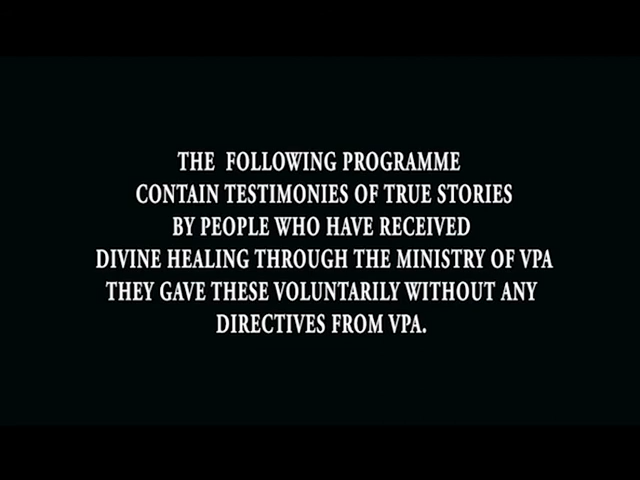 THE FOLLOWING PROGRAMME
CONTAIN TESTIMONIES OF TRUE STORIES
BY PEOPLE WHO HAVE RECEIVED
DIVINE HEALING THROUGH THE MINISTRY OF VPA
THEY GAVE THESE VOLUNTARILY WITHOUT ANY
DIRECTIVES FROM VPA.